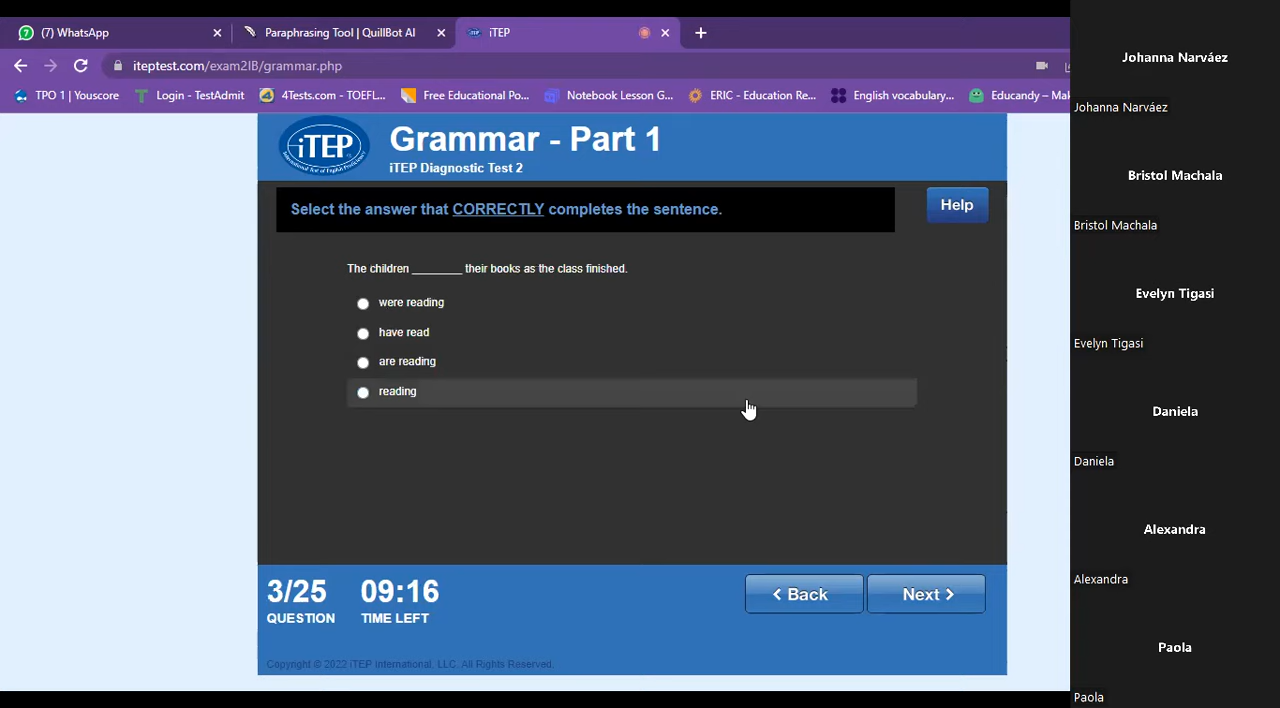 (7) WhatsApp
Paraphrasing Tool | QuillBot AI
iTEP
iteptest.com/exam2IB/grammar.php
TPO 1 | Youscore
Login - TestAdmit
4Tests.com - TOEFL...
Free Educational Po...
Notebook Lesson G...
ERIC - Education Re...
English vocabulary...
Educandy – Mak
iTEP
Grammar - Part 1
iTEP Diagnostic Test 2
Select the answer that CORRECTLY completes the sentence.
Help
The children ________ their books as the class finished.
were reading
have read
are reading
reading
3/25
QUESTION
09:16
TIME LEFT
Back
Next
Copyright © 2022 iTEP International, LLC. All Rights Reserved.
Johanna Narváez
Johanna Narváez
Bristol Machala
Bristol Machala
Evelyn Tigasi
Evelyn Tigasi
Daniela
Daniela
Alexandra
Alexandra
Paola
Paola